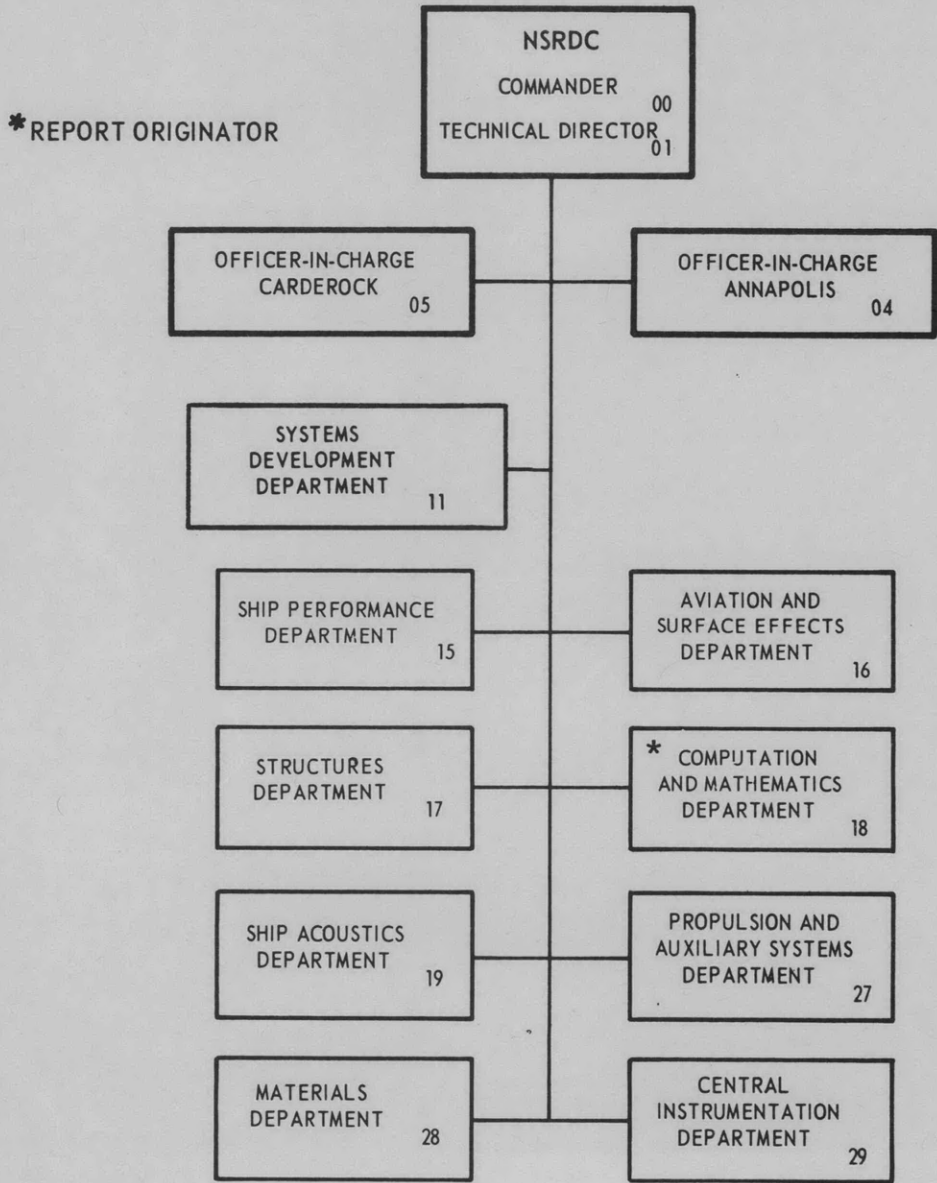 NSRDC
COMMANDER
00
TECHNICAL DIRECTOR
01
* REPORT ORIGINATOR
OFFICER-IN-CHARGE
CARDEROCK
05
OFFICER-IN-CHARGE
ANNAPOLIS
04
SYSTEMS
DEVELOPMENT
DEPARTMENT
11
SHIP PERFORMANCE
DEPARTMENT
15
AVIATION AND
SURFACE EFFECTS
DEPARTMENT
16
STRUCTURES
DEPARTMENT
17
* COMPUTATION
AND MATHEMATICS
DEPARTMENT
18
SHIP ACOUSTICS
DEPARTMENT
19
PROPULSION AND
AUXILIARY SYSTEMS
DEPARTMENT
27
MATERIALS
DEPARTMENT
28
CENTRAL
INSTRUMENTATION
DEPARTMENT
29